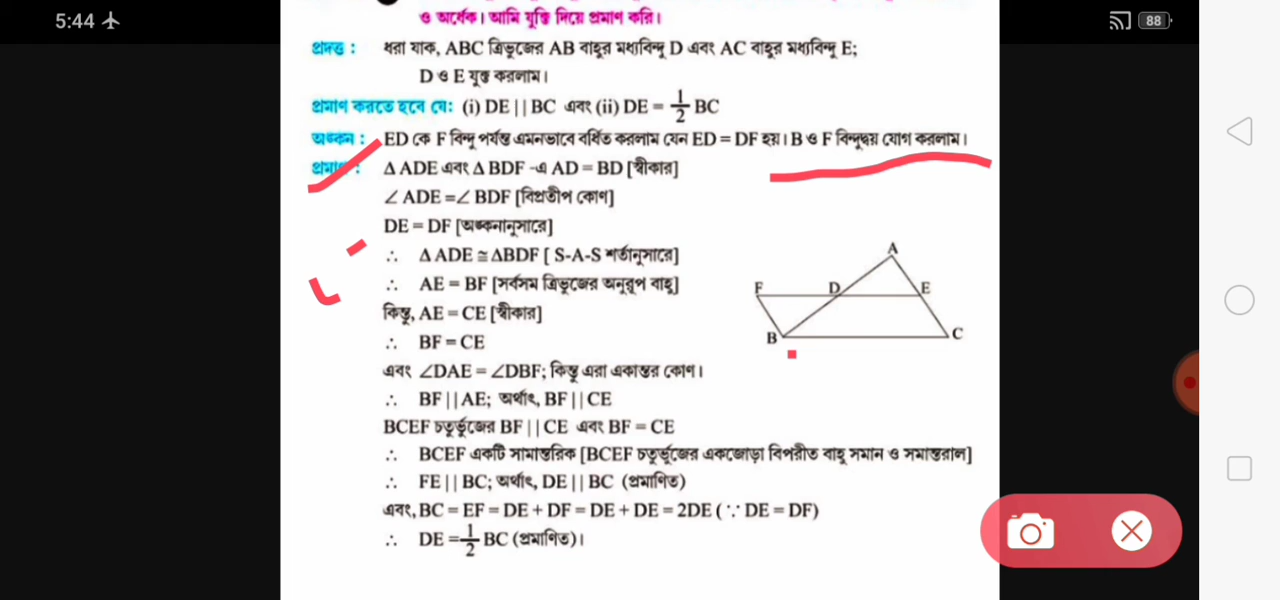 5:44
88
ও অর্ধেক। আমি যুক্তি দিয়ে প্রমাণ করি।
প্রদত্ত : ধরা যাক, ABC ত্রিভুজের AB বাহুর মধ্যবিন্দু D এবং AC বাহুর মধ্যবিন্দু E;
D ও E যুক্ত করলাম।
প্রমাণ করতে হবে যে: (i) DE || BC এবং (ii) DE = 1/2 BC
অঙ্কন : ED কে F বিন্দু পর্যন্ত এমনভাবে বর্ধিত করলাম যেন ED = DF হয়। B ও F বিন্দুদ্বয় যোগ করলাম।
প্রমাণ : Δ ADE এবং Δ BDF -এ AD = BD [স্বীকার]
∠ ADE =∠ BDF [বিপ্রতীপ কোণ]
DE = DF [অঙ্কনানুসারে]
∴ Δ ADE ≅ ΔBDF [ S-A-S শর্তানুসারে]
∴ AE = BF [সর্বসম ত্রিভুজের অনুরূপ বাহু]
কিন্তু, AE = CE [স্বীকার]
∴ BF = CE
এবং ∠DAE = ∠DBF; কিন্তু এরা একান্তর কোণ।
∴ BF || AE; অর্থাৎ, BF || CE
BCEF চতুর্ভুজের BF || CE এবং BF = CE
∴ BCEF একটি সামান্তরিক [BCEF চতুর্ভুজের একজোড়া বিপরীত বাহু সমান ও সমান্তরাল]
∴ FE || BC; অর্থাৎ, DE || BC (প্রমাণিত)
এবং, BC = EF = DE + DF = DE + DE = 2DE (∵ DE = DF)
∴ DE = 1/2 BC (প্রমাণিত)।
A
F D E
B C